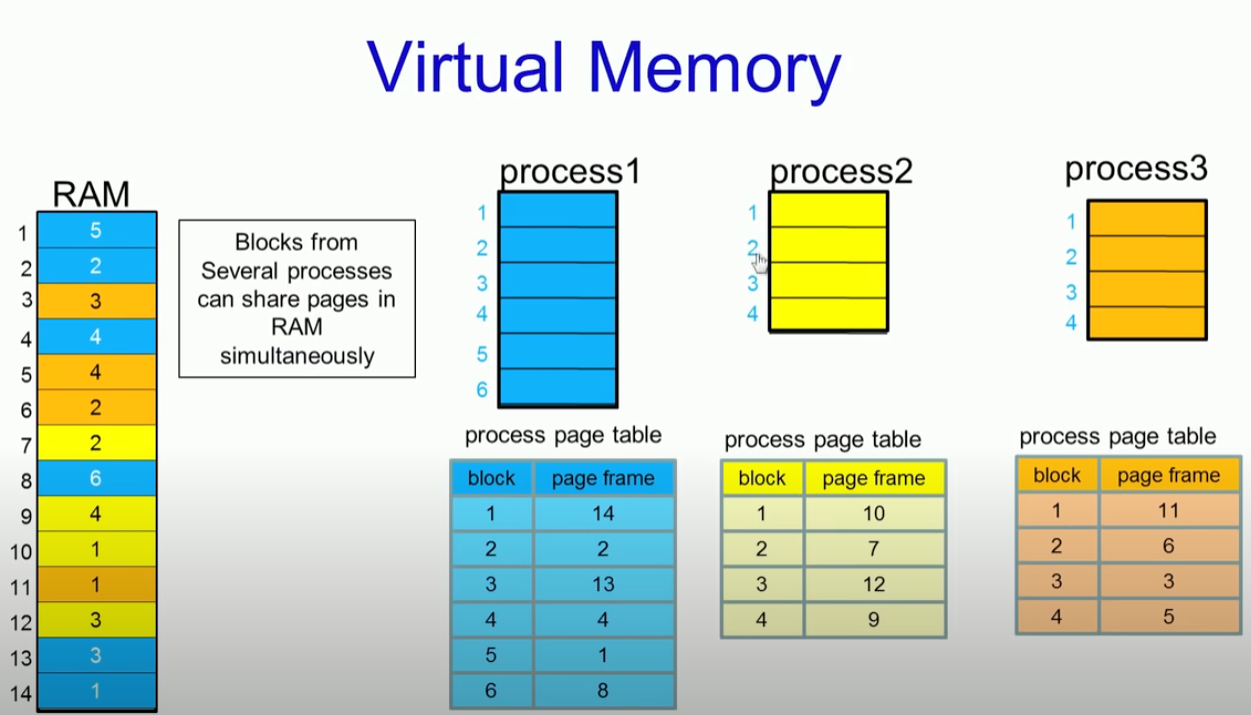 Virtual Memory
RAM
1 5
2 2
3 3
4 4
5 4
6 2
7 2
8 6
9 4
10 1
11 1
12 3
13 3
14 1
Blocks from
Several processes
can share pages in
RAM
simultaneously
process1
1
2
3
4
5
6
process page table
block page frame
1 14
2 2
3 13
4 4
5 1
6 8
process2
1
2
3
4
process page table
block page frame
1 10
2 7
3 12
4 9
process3
1
2
3
4
process page table
block page frame
1 11
2 6
3 3
4 5